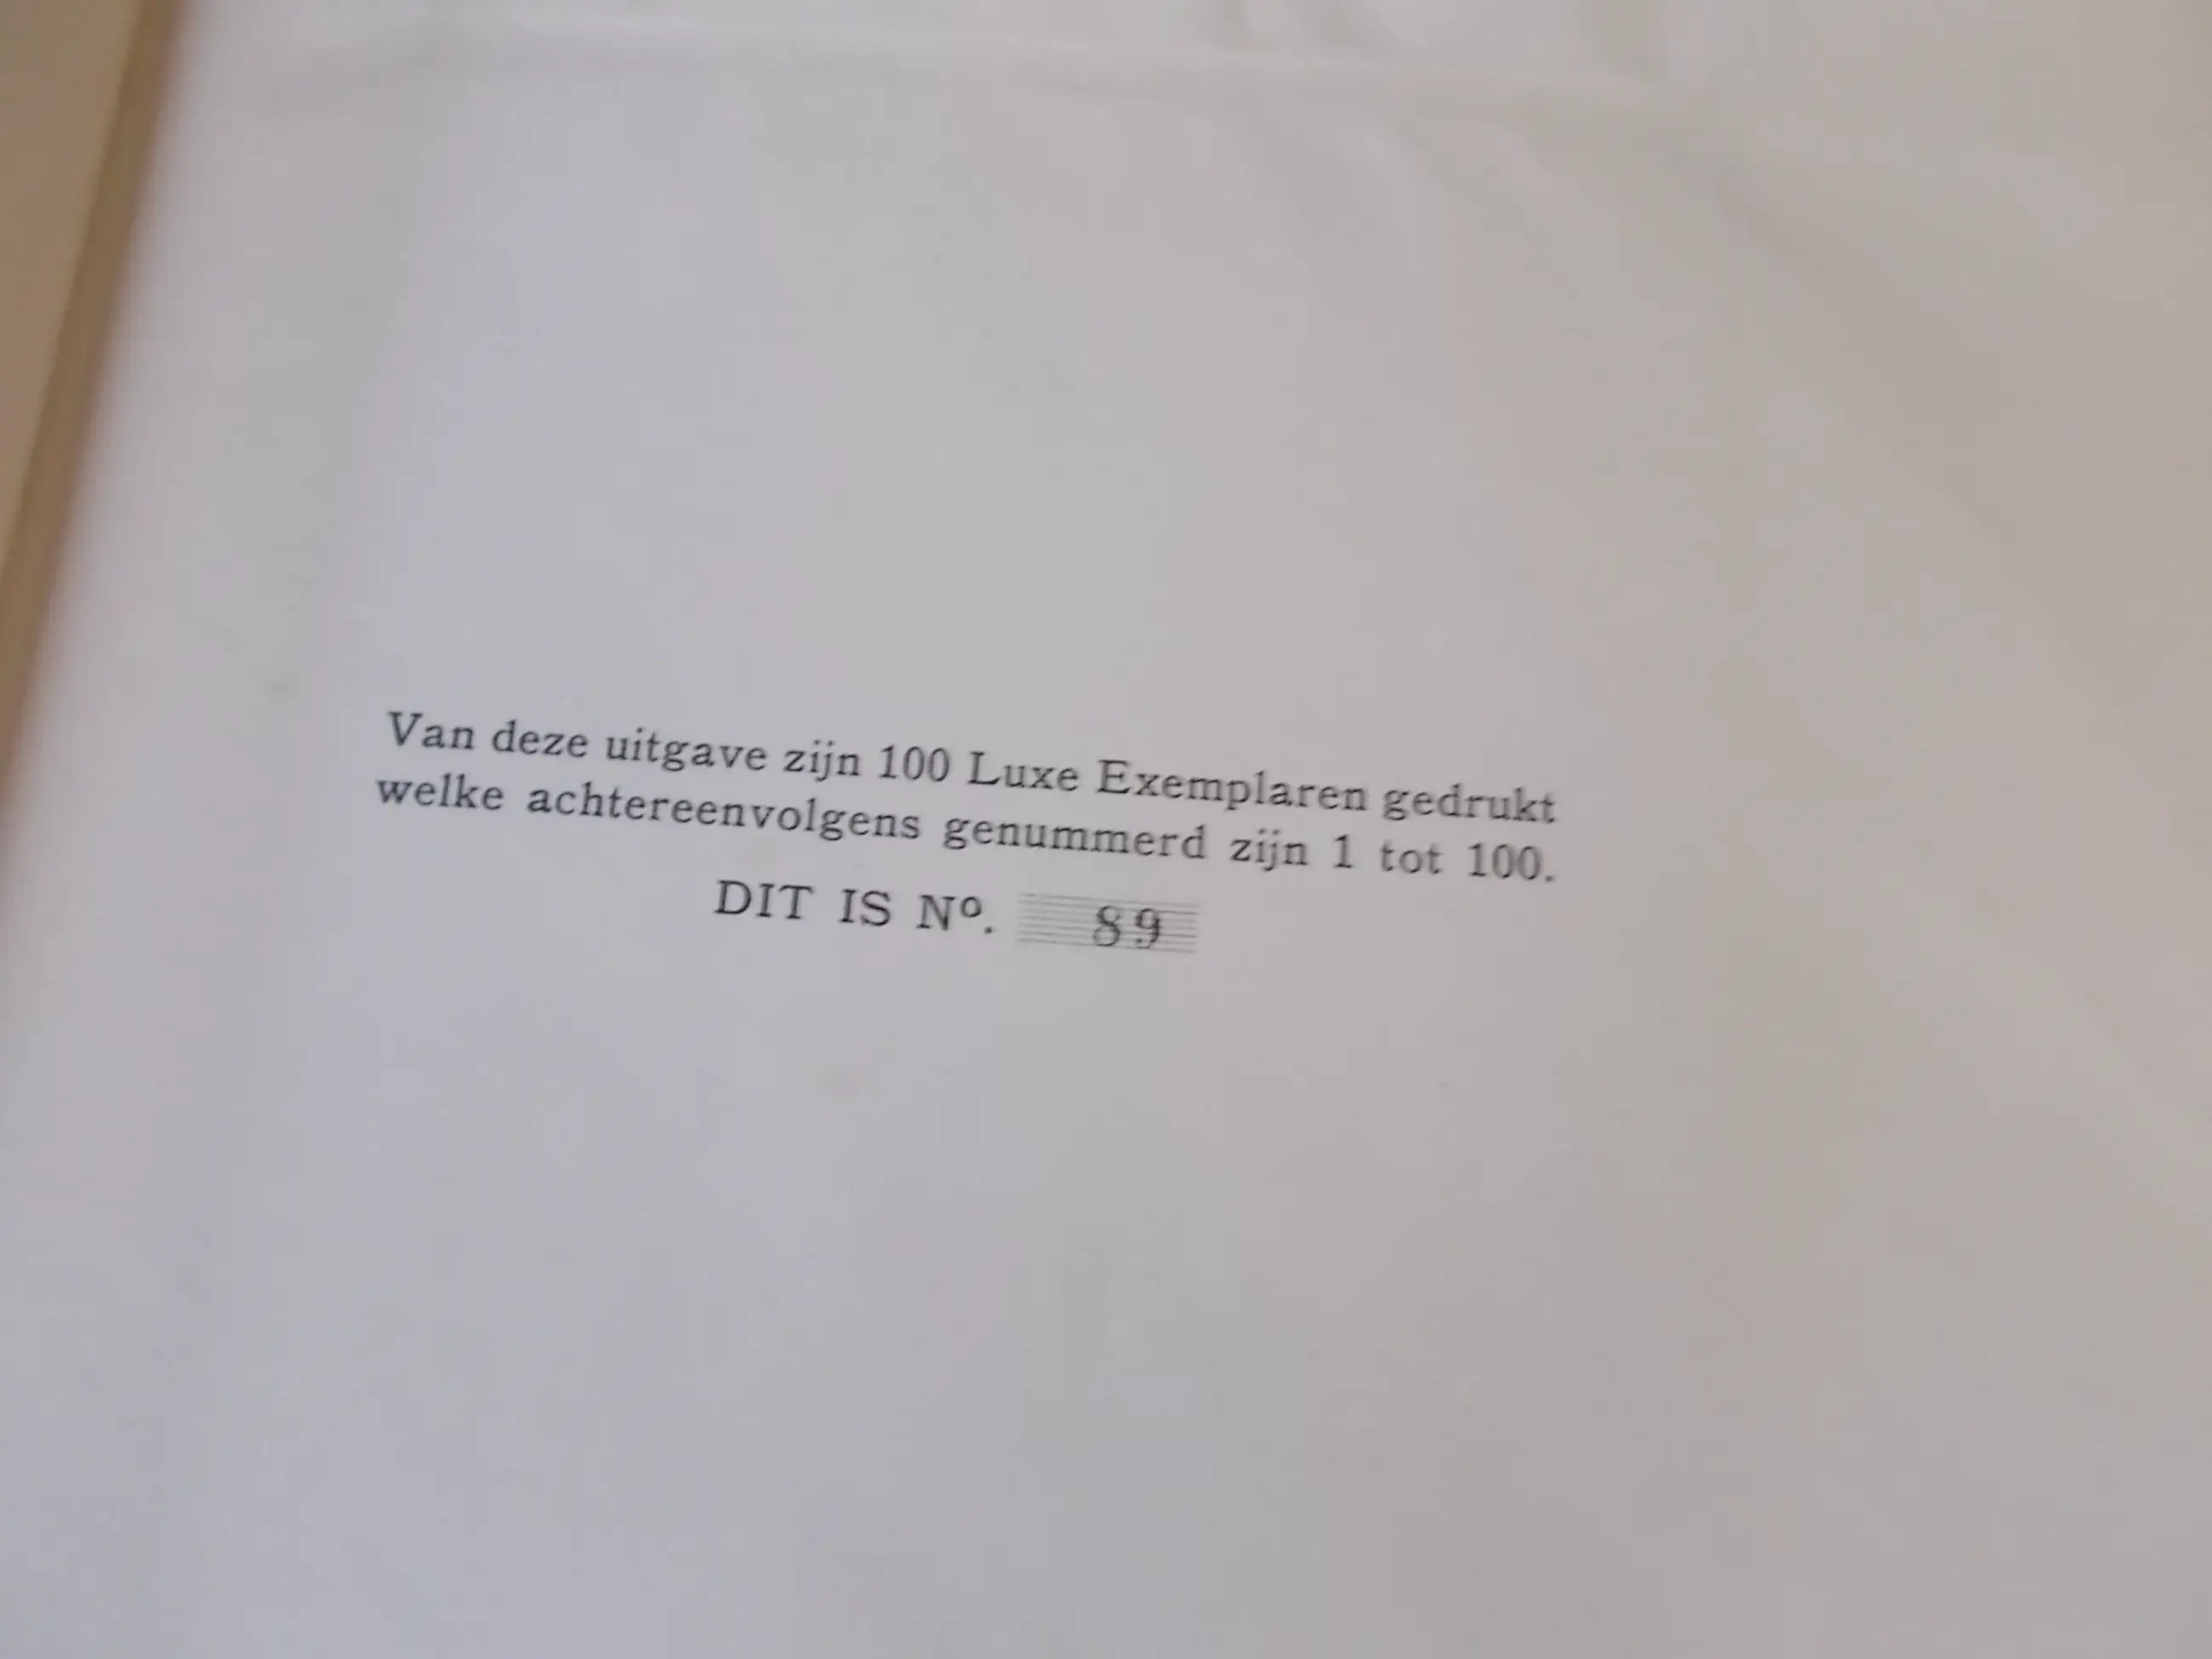 Van deze uitgave zijn 100 Luxe Exemplaren gedrukt
welke achtereenvolgens genummerd zijn 1 tot 100.
DIT IS Nº. 89